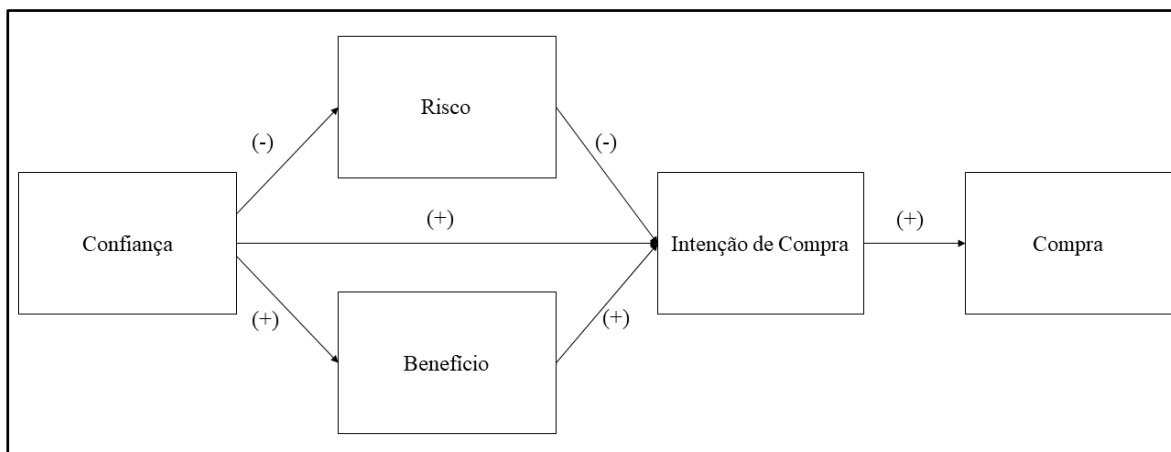 Risco
(-)
(-)
Confiança
(+)
Intenção de Compra
(+)
Compra
(+)
(+)
Benefício